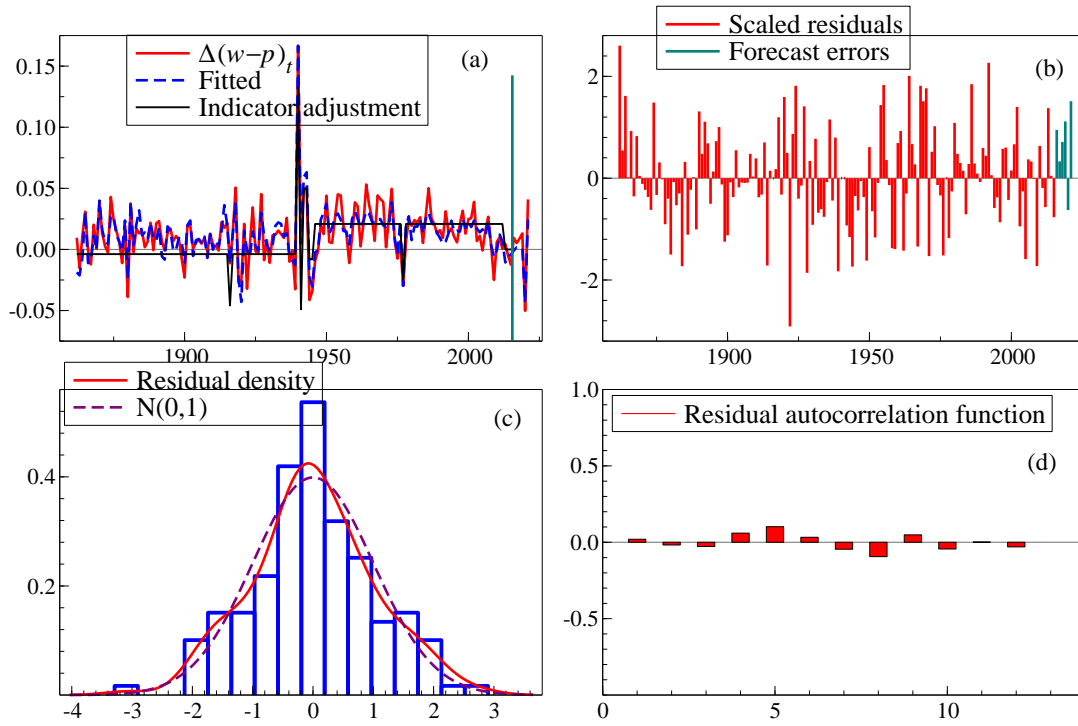 Δ(w−p)t
Fitted
Indicator adjustment
(a)
0.15
0.10
0.05
0.00
-0.05
1900
1950
2000
Scaled residuals
Forecast errors
(b)
2
0
-2
1900
1950
2000
Residual density
N(0,1)
(c)
0.4
0.2
-4
-3
-2
-1
0
1
2
3
Residual autocorrelation function
(d)
1.0
0.5
0.0
-0.5
0
5
10